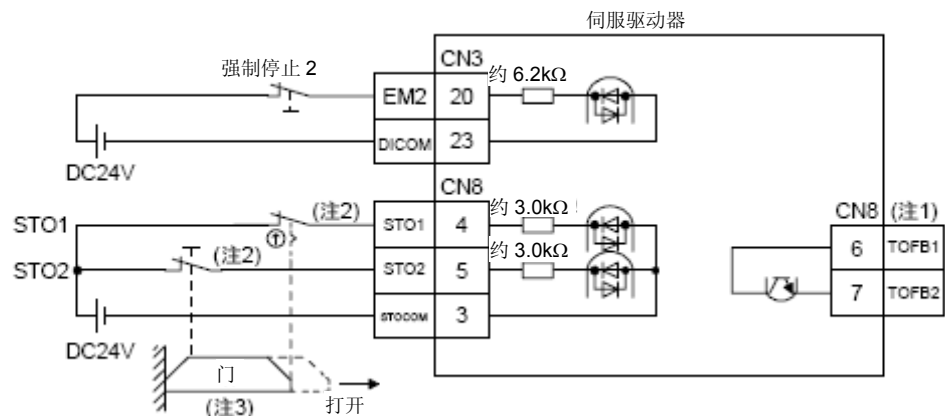 伺服驱动器
CN3
强制停止 2
约 6.2kΩ
EM2 20
DICOM 23
DC24V
CN8
STO1 (注2) STO1 4 约 3.0kΩ
CN8 (注1)
STO2 (注2) STO2 5 约 3.0kΩ
6 TOFB1
STOCOM 3
7 TOFB2
DC24V
门
(注3) 打开